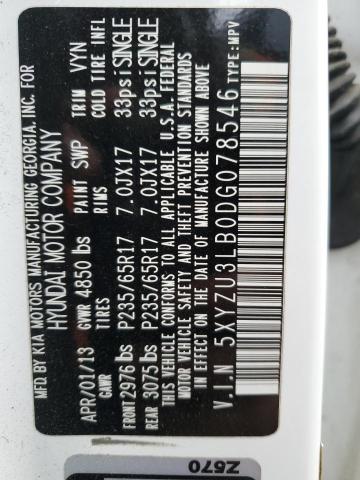 MFD BY KIA MOTORS MANUFACTURING GEORGIA, INC. FOR
HYUNDAI MOTOR COMPANY
APR/01/13 GVWR 4850 lbs PAINT SWP TRIM VYN
GAWR TIRES RIMS COLD TIRE INFL
FRONT 2976 lbs P235/65R17 7.0JX17 33psi SINGLE
REAR 3075 lbs P235/65R17 7.0JX17 33psi SINGLE
THIS VEHICLE CONFORMS TO ALL APPLICABLE U.S.A. FEDERAL
MOTOR VEHICLE SAFETY AND THEFT PREVENTION STANDARDS
IN EFFECT ON THE DATE OF MANUFACTURE SHOWN ABOVE
V.I.N 5XYZU3LB0DG078546 TYPE: MPV
Z570